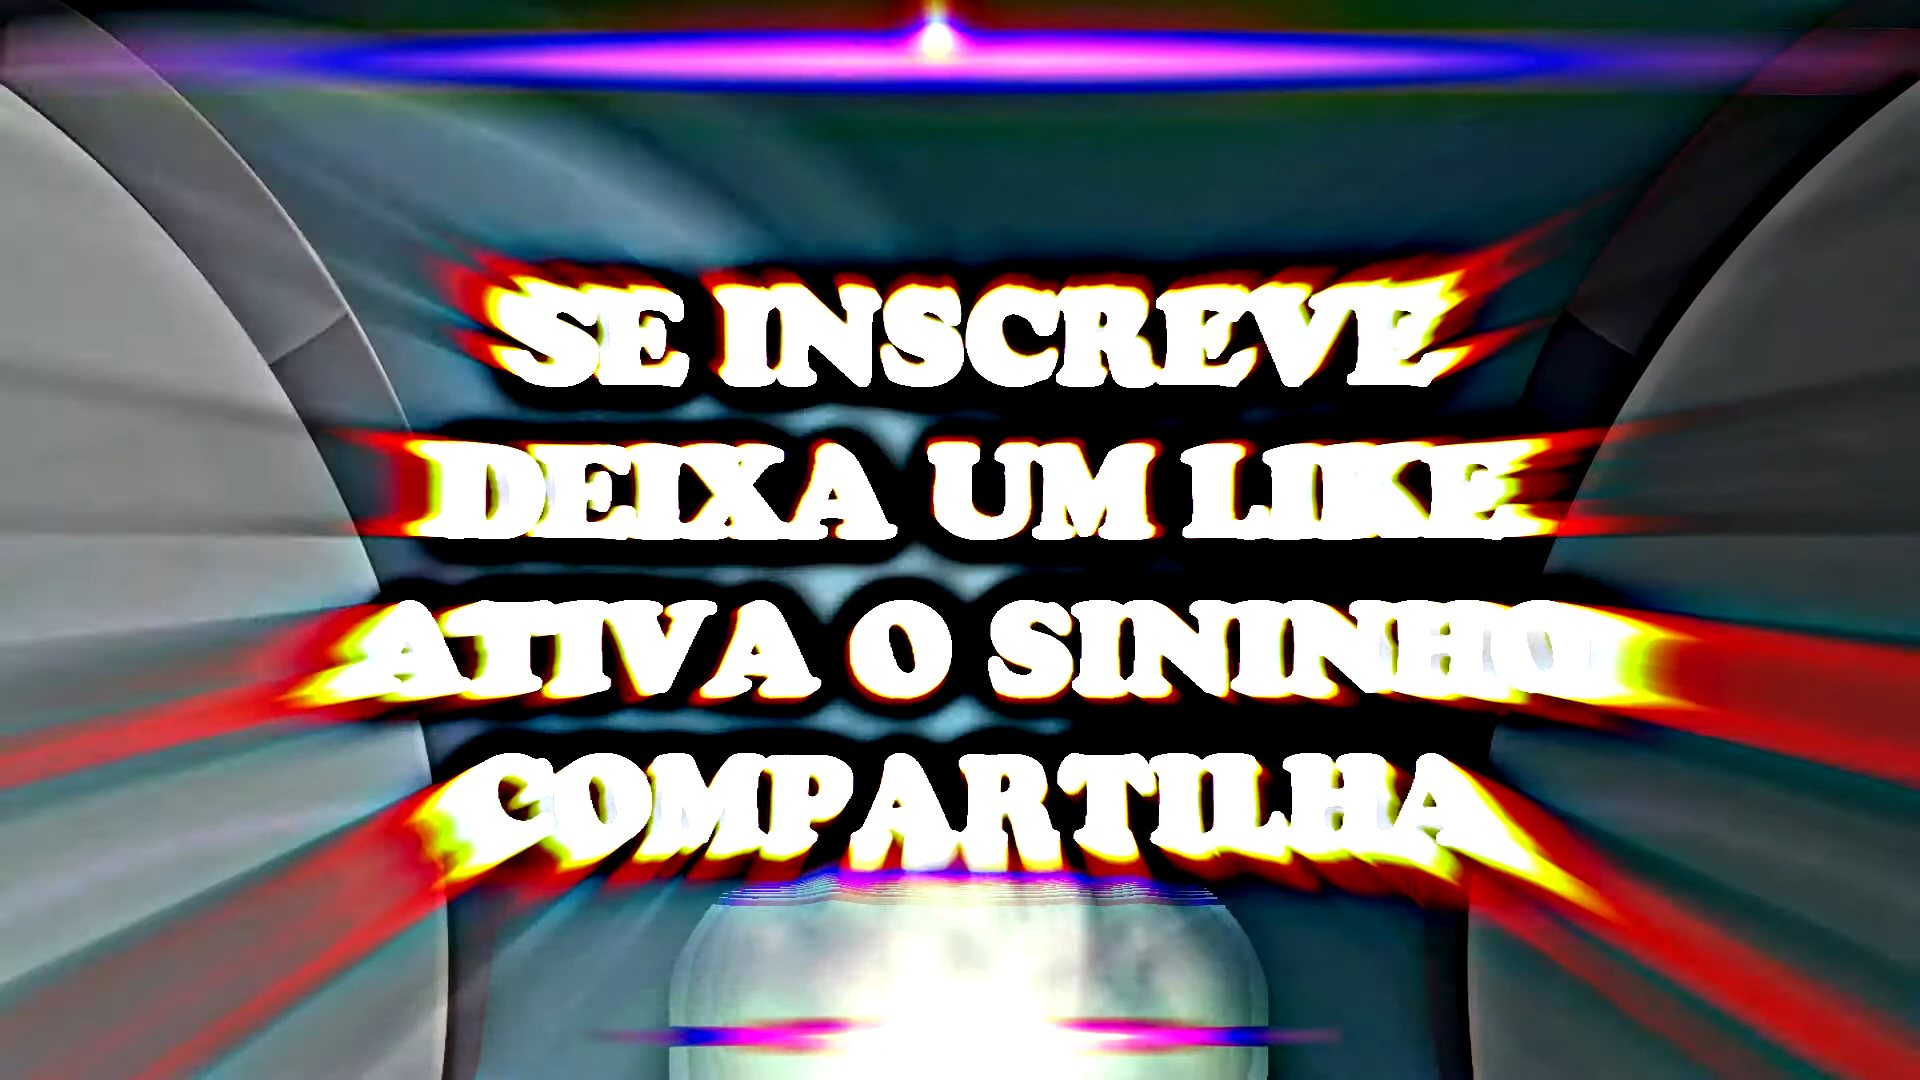 SE INSCREVE
DEIXA UM LIKE
ATIVA O SININHO
COMPARTILHA